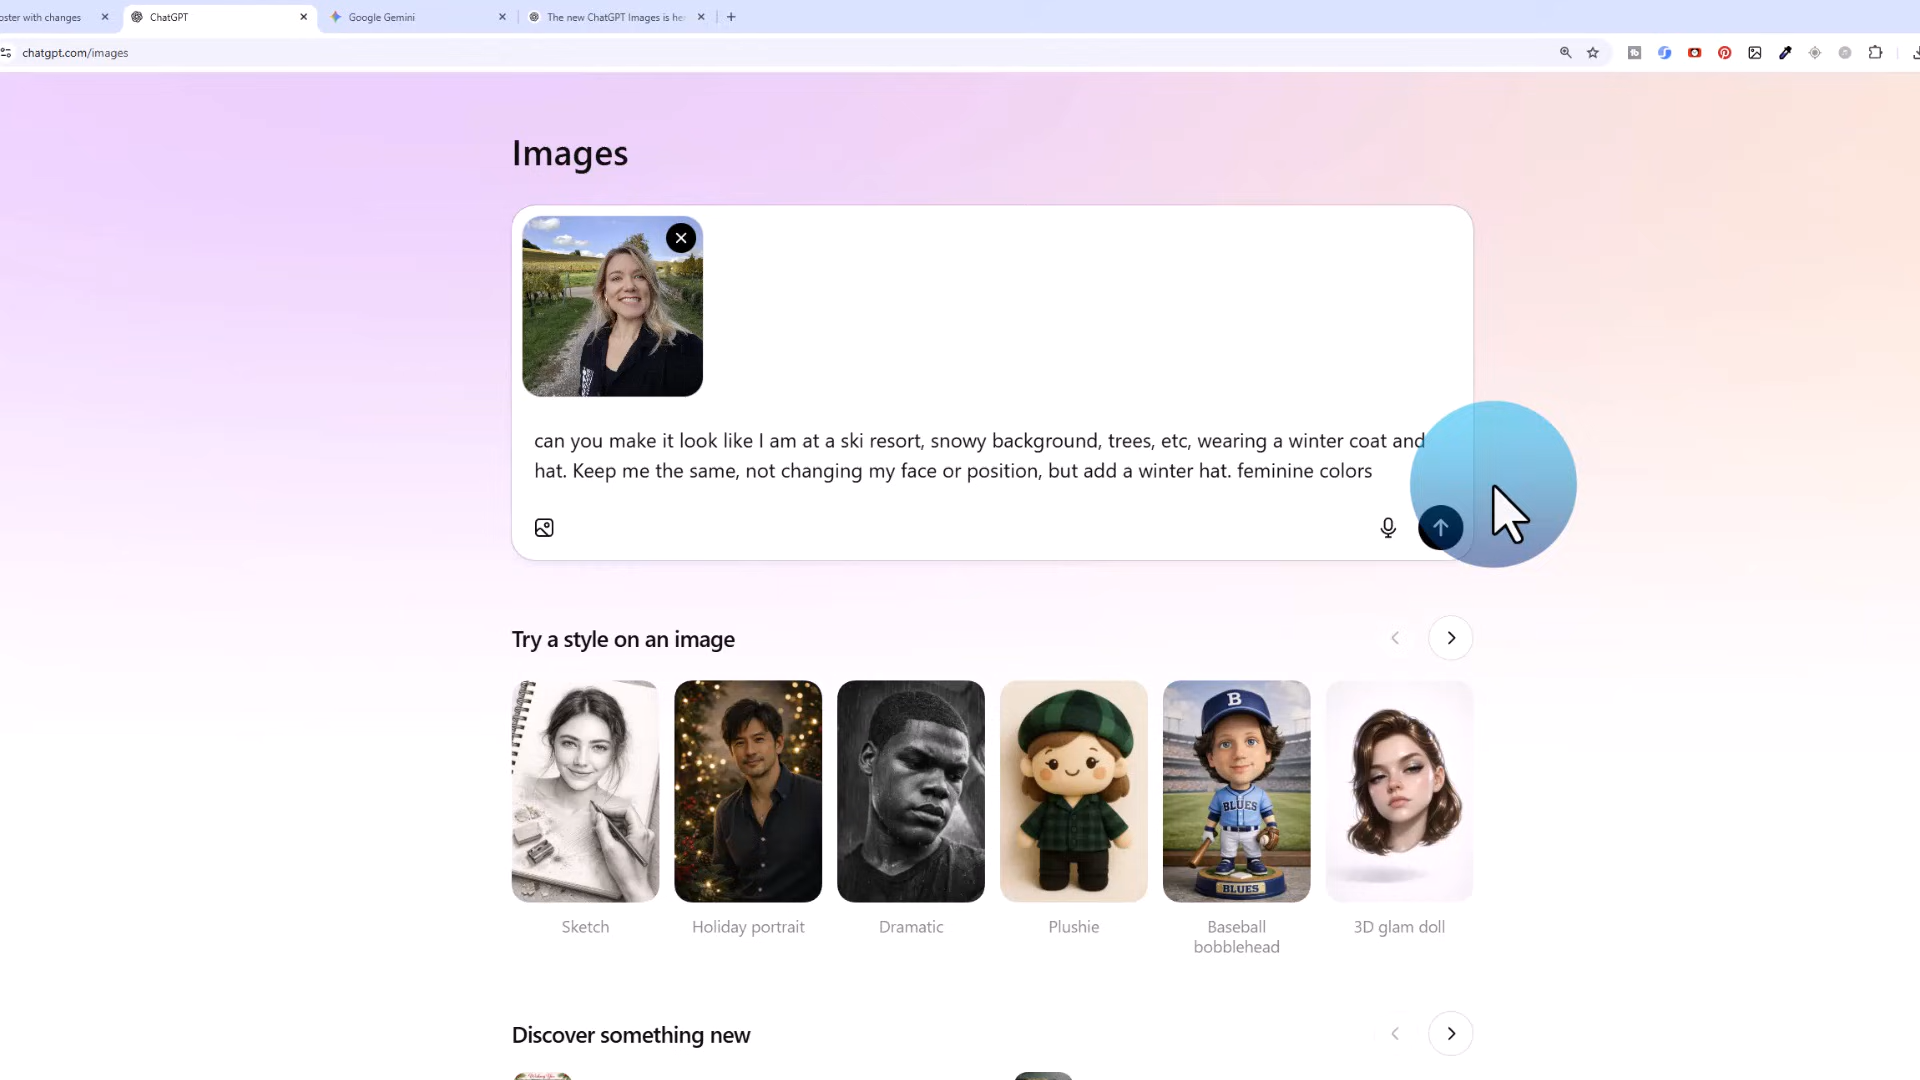 oster with changes
ChatGPT
Google Gemini
The new ChatGPT Images is her
chatgpt.com/images
Images
can you make it look like I am at a ski resort, snowy background, trees, etc, wearing a winter coat and
hat. Keep me the same, not changing my face or position, but add a winter hat. feminine colors
Try a style on an image
B
BLUES
BLUES
Sketch
Holiday portrait
Dramatic
Plushie
Baseball
bobblehead
3D glam doll
Discover something new